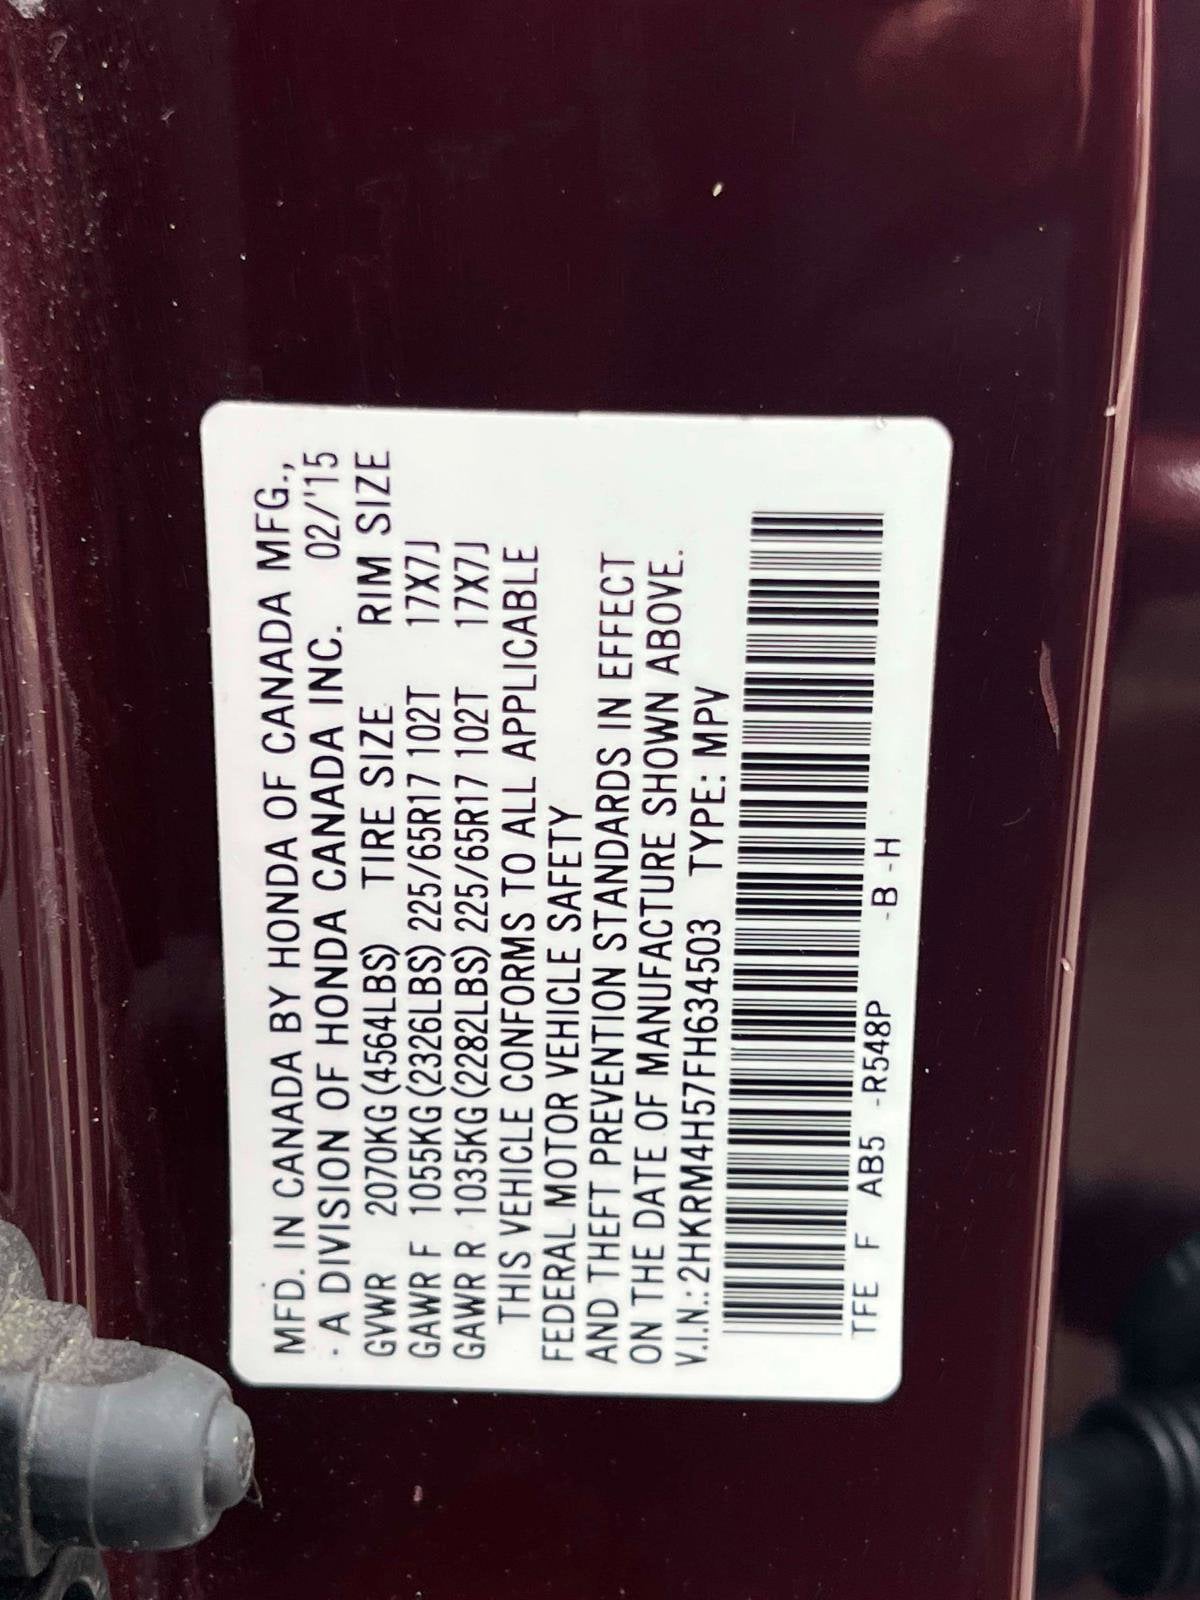 MFD. IN CANADA BY HONDA OF CANADA MFG.,
· A DIVISION OF HONDA CANADA INC. 02/'15
GVWR 2070KG(4564LBS) TIRE SIZE RIM SIZE
GAWR F 1055KG(2326LBS) 225/65R17 102T 17X7J
GAWR R 1035KG(2282LBS) 225/65R17 102T 17X7J
THIS VEHICLE CONFORMS TO ALL APPLICABLE
FEDERAL MOTOR VEHICLE SAFETY
AND THEFT PREVENTION STANDARDS IN EFFECT
ON THE DATE OF MANUFACTURE SHOWN ABOVE.
V.I.N.:2HKRM4H57FH634503 TYPE: MPV
TFE F AB5 -R548P -B -H